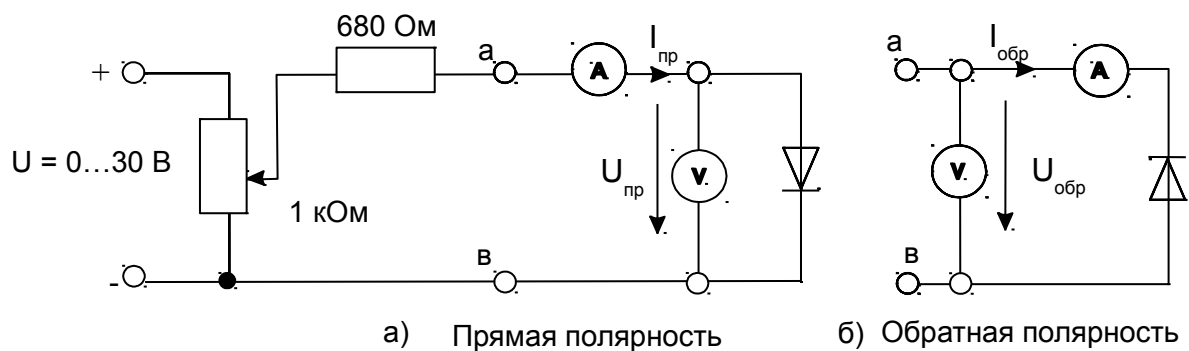 680 Ом
a
I пр
A
+
U = 0...30 В
1 кОм
U пр
V
-
в
а) Прямая полярность
a
I обр
A
V
U обр
в
б) Обратная полярность